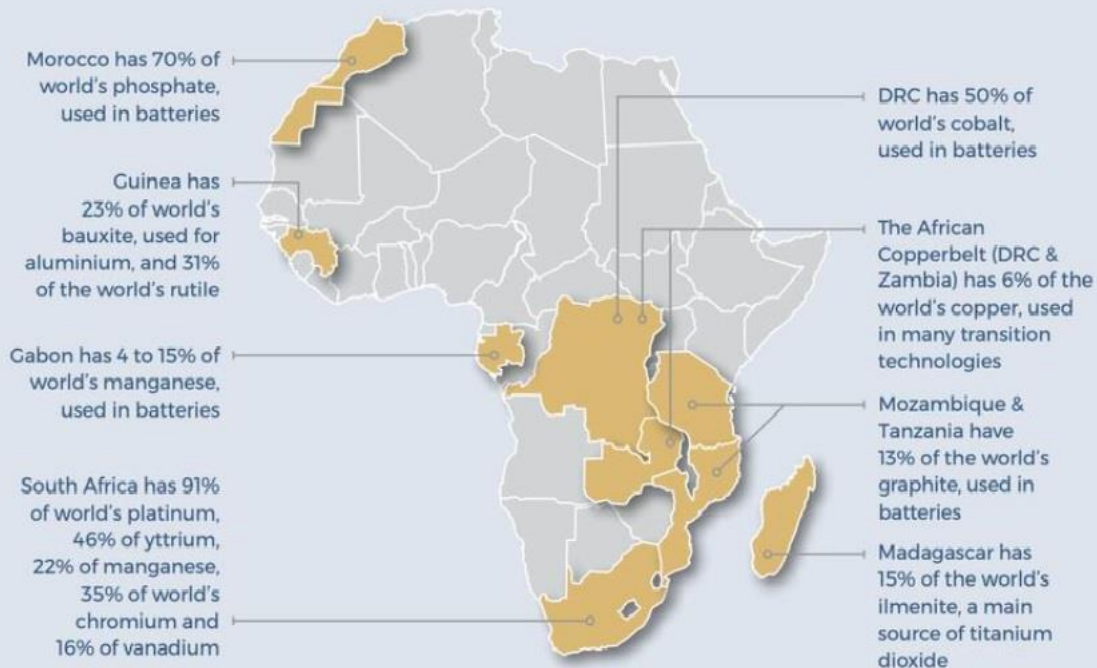 Morocco has 70% of
world's phosphate,
used in batteries
Guinea has
23% of world's
bauxite, used for
aluminium, and 31%
of the world's rutile
Gabon has 4 to 15% of
world's manganese,
used in batteries
South Africa has 91%
of world's platinum,
46% of yttrium,
22% of manganese,
35% of world's
chromium and
16% of vanadium
DRC has 50% of
world's cobalt,
used in batteries
The African
Copperbelt (DRC &
Zambia) has 6% of the
world's copper, used
in many transition
technologies
Mozambique &
Tanzania have
13% of the world's
graphite, used in
batteries
Madagascar has
15% of the world's
ilmenite, a main
source of titanium
dioxide